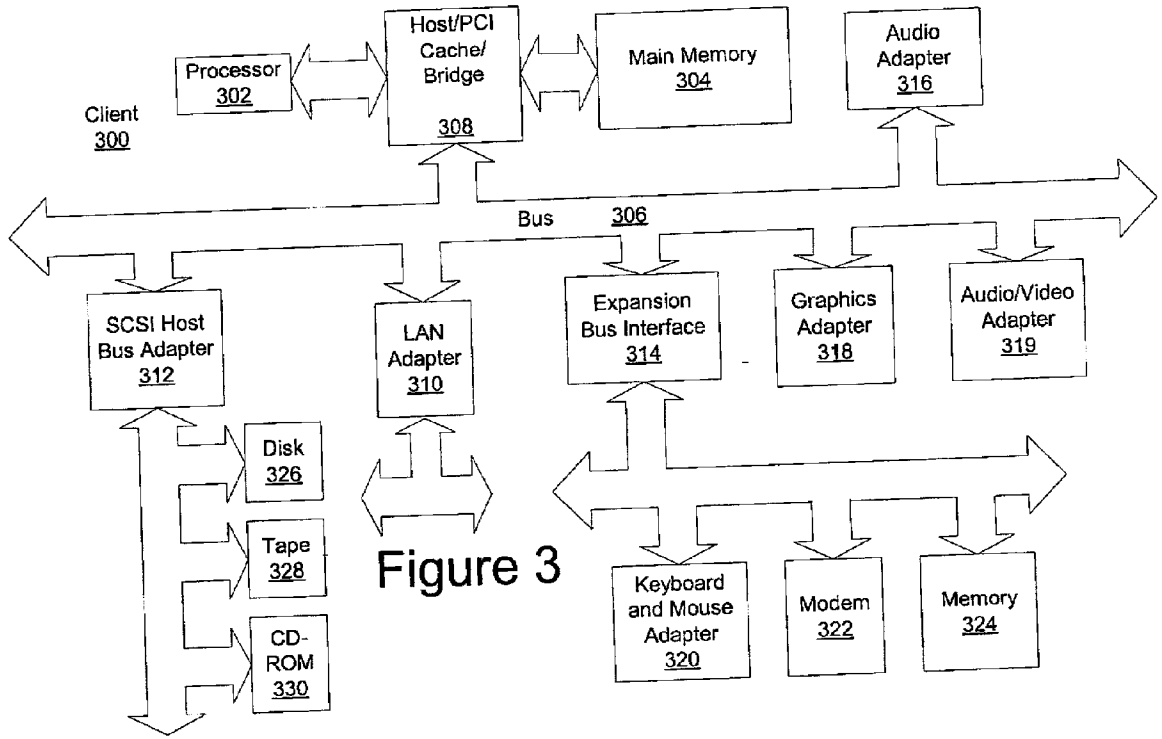 Host/PCI
Cache/
Bridge
308
Processor
302
Main Memory
304
Audio
Adapter
316
Client
300
Bus 306
SCSI Host
Bus Adapter
312
LAN
Adapter
310
Expansion
Bus Interface
314
Graphics
Adapter
318
Audio/Video
Adapter
319
Disk
326
Tape
328
CD-
ROM
330
Figure 3
Keyboard
and Mouse
Adapter
320
Modem
322
Memory
324